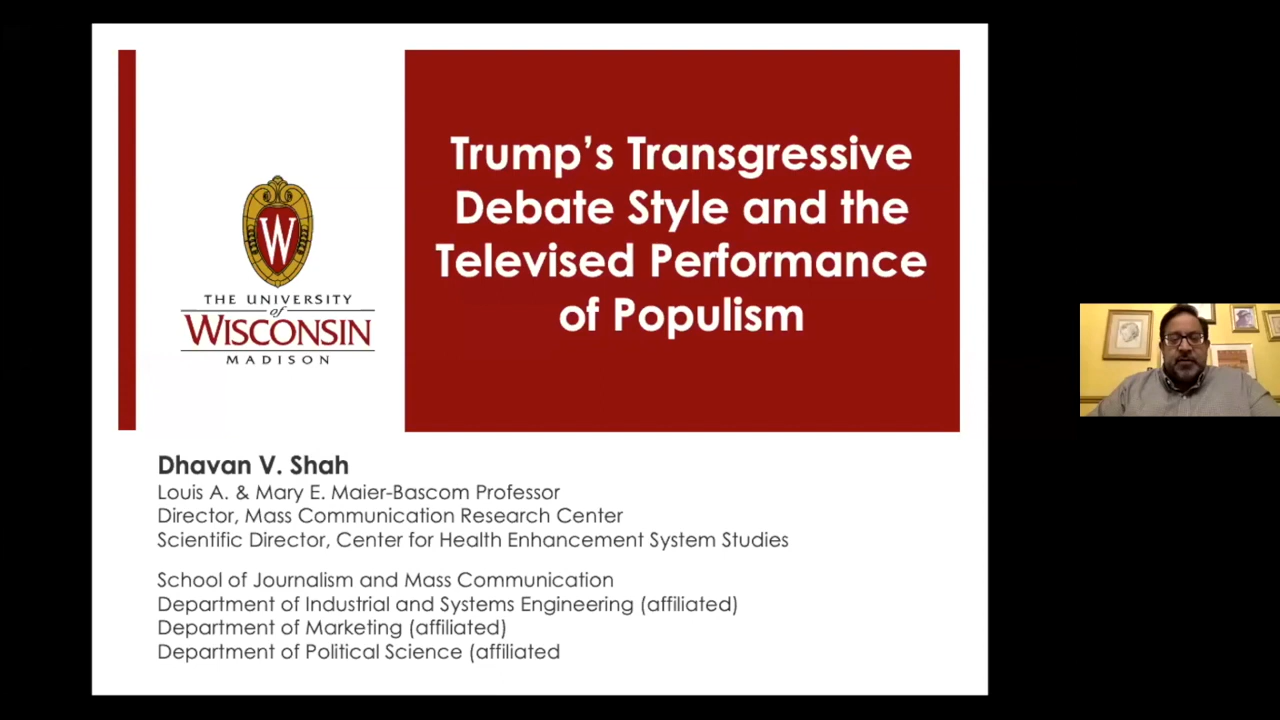 Trump's Transgressive
Debate Style and the
Televised Performance
of Populism
W
THE UNIVERSITY
of
WISCONSIN
MADISON
Dhavan V. Shah
Louis A. & Mary E. Maier-Bascom Professor
Director, Mass Communication Research Center
Scientific Director, Center for Health Enhancement System Studies
School of Journalism and Mass Communication
Department of Industrial and Systems Engineering (affiliated)
Department of Marketing (affiliated)
Department of Political Science (affiliated